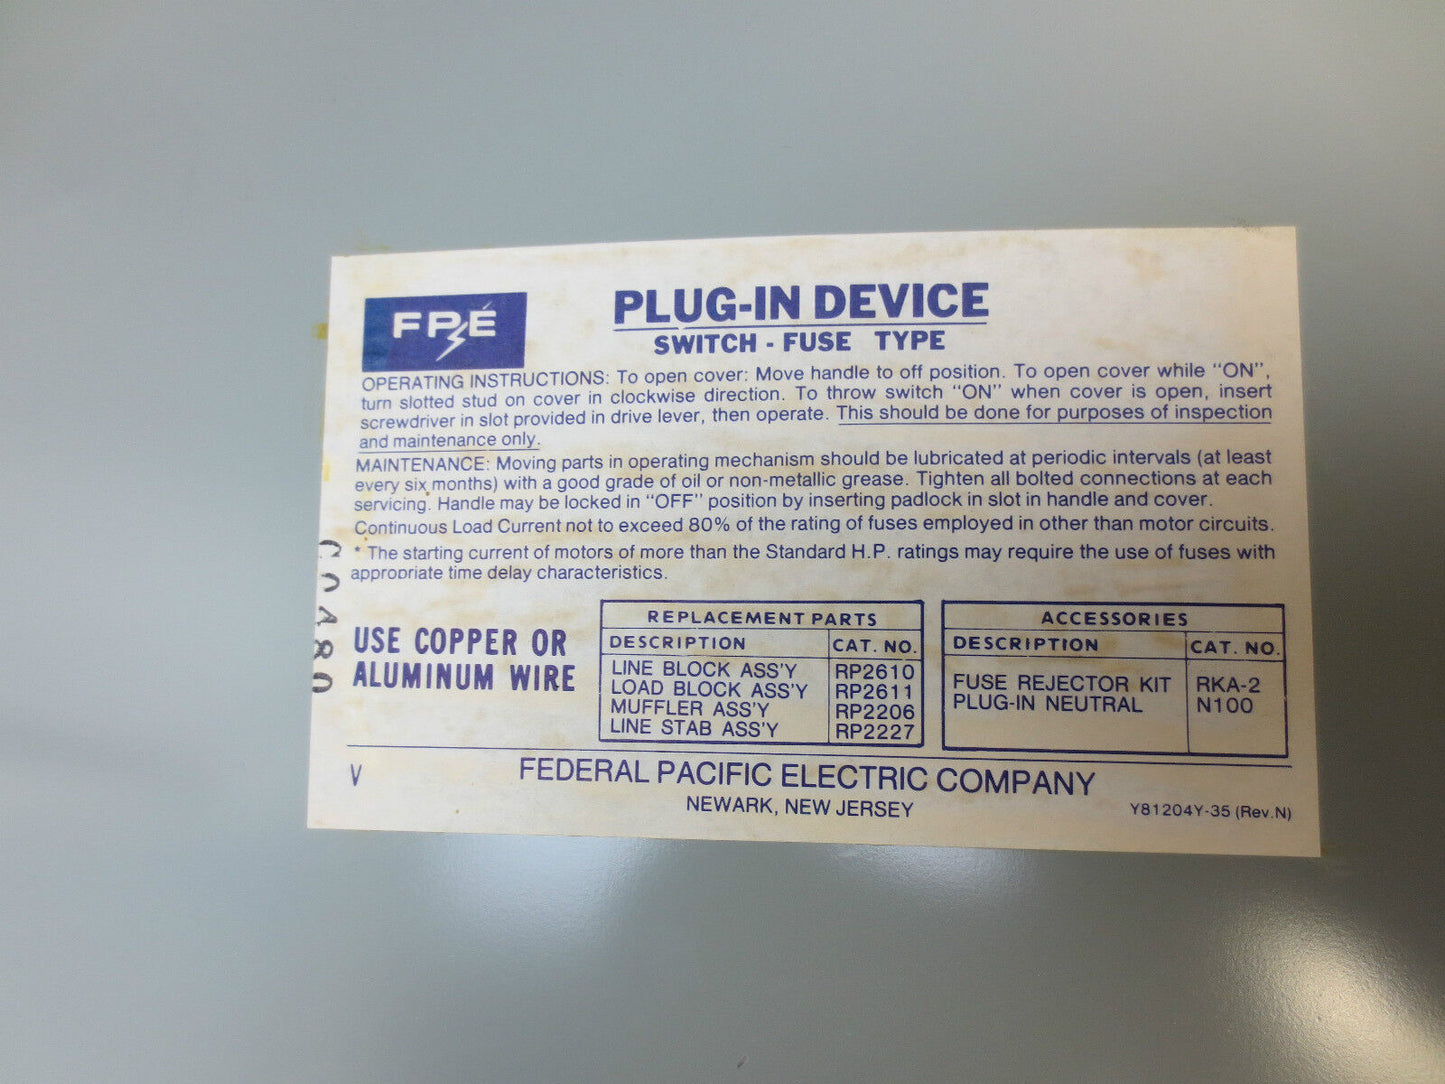 FPE
PLUG-IN DEVICE
SWITCH - FUSE TYPE
OPERATING INSTRUCTIONS: To open cover: Move handle to off position. To open cover while "ON",
turn slotted stud on cover in clockwise direction. To throw switch "ON" when cover is open, insert
screwdriver in slot provided in drive lever, then operate. This should be done for purposes of inspection
and maintenance only.
MAINTENANCE: Moving parts in operating mechanism should be lubricated at periodic intervals (at least
every six months) with a good grade of oil or non-metallic grease. Tighten all bolted connections at each
servicing. Handle may be locked in "OFF" position by inserting padlock in slot in handle and cover.
Continuous Load Current not to exceed 80% of the rating of fuses employed in other than motor circuits.
* The starting current of motors of more than the Standard H.P. ratings may require the use of fuses with
appropriate time delay characteristics.
USE COPPER OR
ALUMINUM WIRE
REPLACEMENT PARTS
DESCRIPTION CAT. NO.
LINE BLOCK ASS'Y RP2610
LOAD BLOCK ASS'Y RP2611
MUFFLER ASS'Y RP2206
LINE STAB ASS'Y RP2227
ACCESSORIES
DESCRIPTION CAT. NO.
FUSE REJECTOR KIT RKA-2
PLUG-IN NEUTRAL N100
V
FEDERAL PACIFIC ELECTRIC COMPANY
NEWARK, NEW JERSEY
Y81204Y-35 (Rev.N)